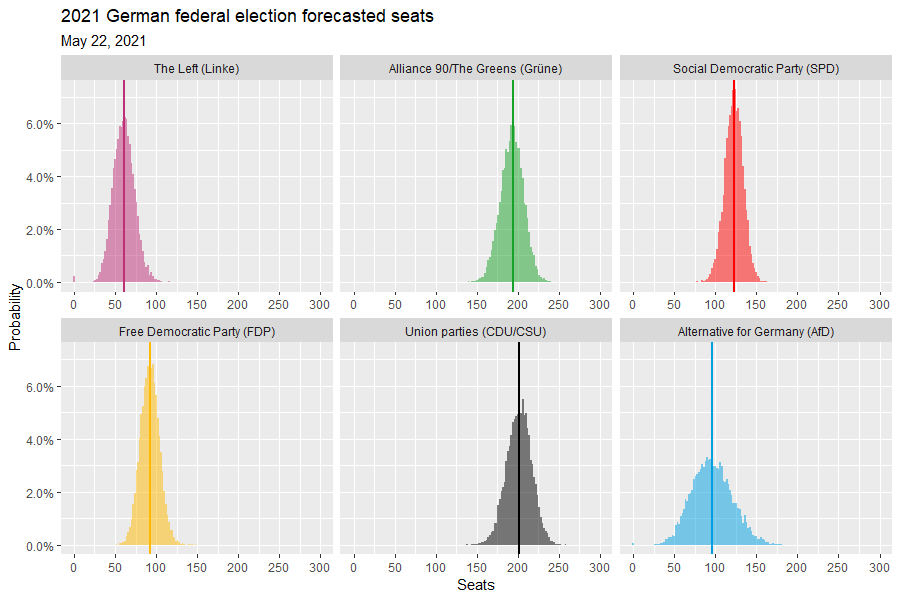 2021 German federal election forecasted seats
May 22, 2021
The Left (Linke)
Alliance 90/The Greens (Grüne)
Social Democratic Party (SPD)
6.0%
4.0%
2.0%
0.0%
0 50 100 150 200 250 300
0 50 100 150 200 250 300
0 50 100 150 200 250 300
Probability
Free Democratic Party (FDP)
Union parties (CDU/CSU)
Alternative for Germany (AfD)
6.0%
4.0%
2.0%
0.0%
0 50 100 150 200 250 300
0 50 100 150 200 250 300
0 50 100 150 200 250 300
Seats